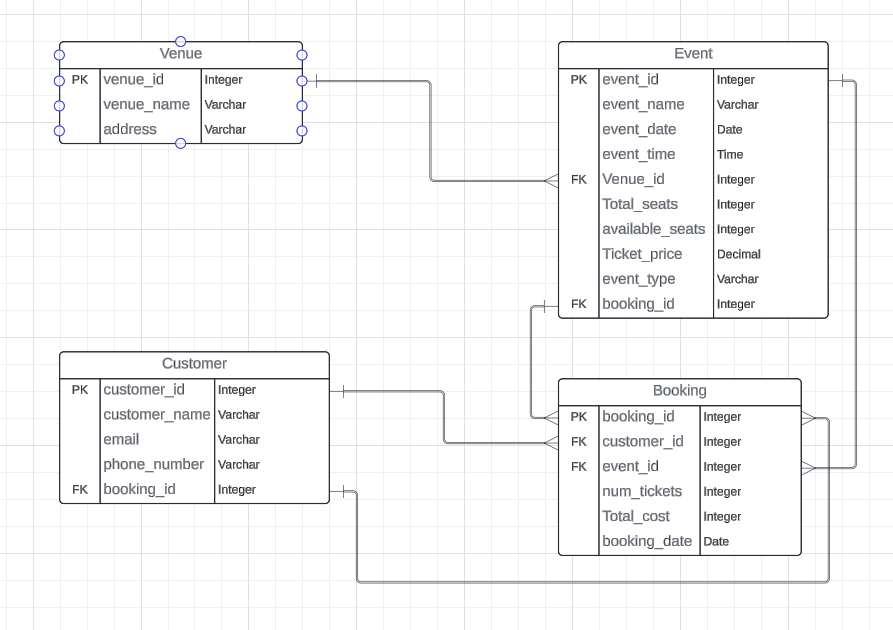 Venue
PK venue_id Integer
venue_name Varchar
address Varchar
Event
PK event_id Integer
event_name Varchar
event_date Date
event_time Time
FK Venue_id Integer
Total_seats Integer
available_seats Integer
Ticket_price Decimal
event_type Varchar
FK booking_id Integer
Customer
PK customer_id Integer
customer_name Varchar
email Varchar
phone_number Varchar
FK booking_id Integer
Booking
PK booking_id Integer
FK customer_id Integer
FK event_id Integer
num_tickets Integer
Total_cost Integer
booking_date Date